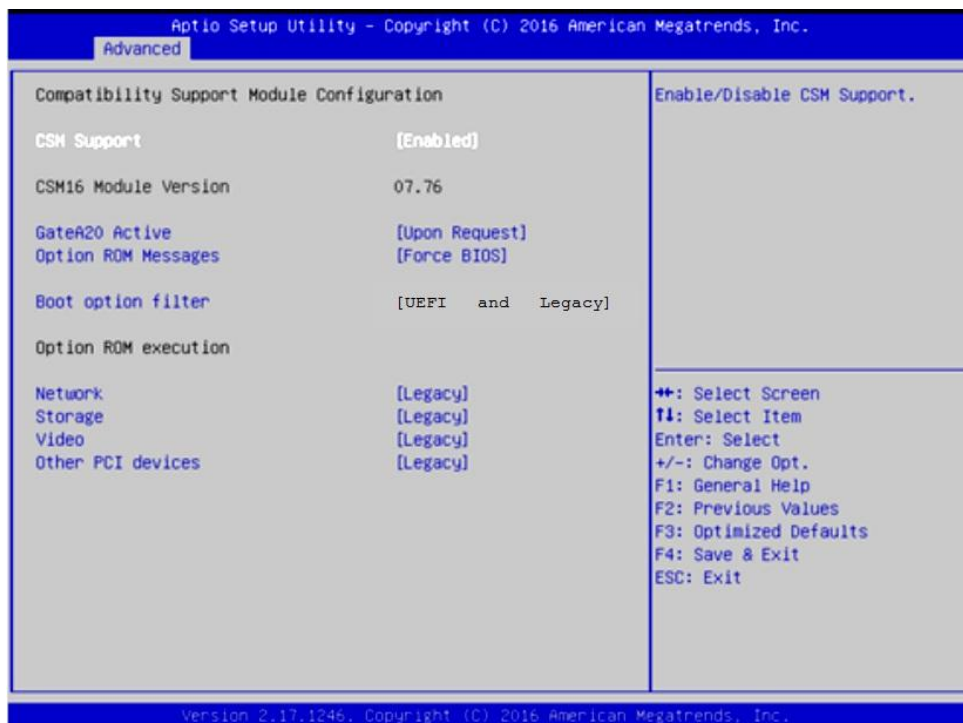 Aptio Setup Utility – Copyright (C) 2016 American Megatrends, Inc.
Advanced
Compatibility Support Module Configuration
CSM Support [Enabled]
CSM16 Module Version 07.76
GateA20 Active [Upon Request]
Option ROM Messages [Force BIOS]
Boot option filter [UEFI and Legacy]
Option ROM execution
Network [Legacy]
Storage [Legacy]
Video [Legacy]
Other PCI devices [Legacy]
Enable/Disable CSM Support.
→←: Select Screen
↑↓: Select Item
Enter: Select
+/-: Change Opt.
F1: General Help
F2: Previous Values
F3: Optimized Defaults
F4: Save & Exit
ESC: Exit
Version 2.17.1246. Copyright (C) 2016 American Megatrends, Inc.